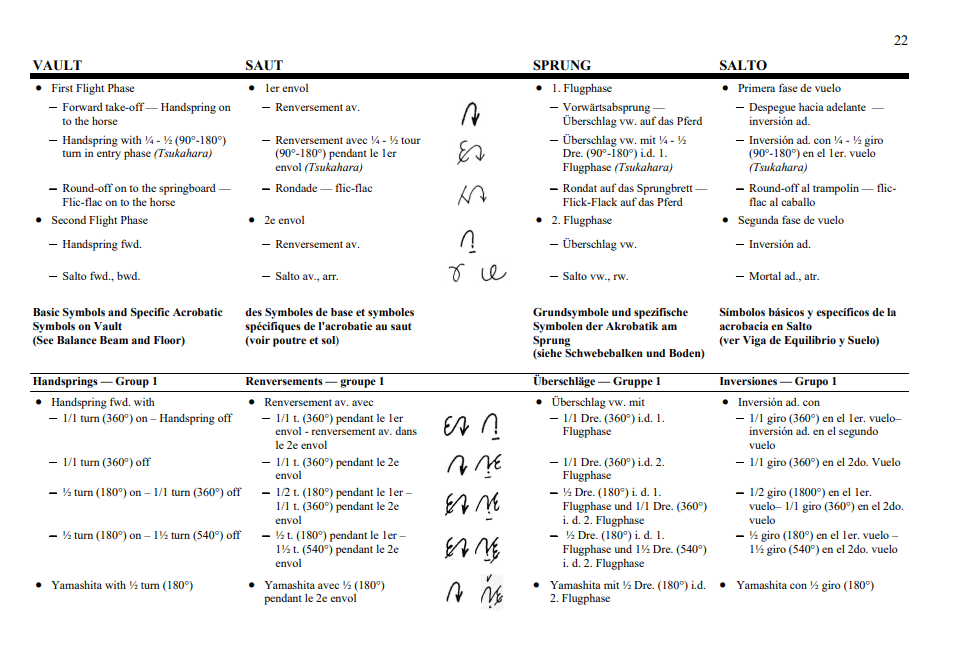 22
VAULT SAUT SPRUNG SALTO
• First Flight Phase
– Forward take-off — Handspring on
to the horse
– Handspring with ¼ - ½ (90°-180°)
turn in entry phase (Tsukahara)
– Round-off on to the springboard —
Flic-flac on to the horse
• Second Flight Phase
– Handspring fwd.
– Salto fwd., bwd.
• 1er envol
– Renversement av.
– Renversement avec ¼ - ½ tour
(90°-180°) pendant le 1er
envol (Tsukahara)
– Rondade — flic-flac
• 2e envol
– Renversement av.
– Salto av., arr.
• 1. Flugphase
– Vorwärtsabsprung —
Überschlag vw. auf das Pferd
– Überschlag vw. mit ¼ - ½
Dre. (90°-180°) i.d. 1.
Flugphase (Tsukahara)
– Rondat auf das Sprungbrett —
Flick-Flack auf das Pferd
• 2. Flugphase
– Überschlag vw.
– Salto vw., rw.
• Primera fase de vuelo
– Despegue hacia adelante —
inversión ad.
– Inversión ad. con ¼ - ½ giro
(90°-180°) en el 1er. vuelo
(Tsukahara)
– Round-off al trampolín — flic-
flac al caballo
• Segunda fase de vuelo
– Inversión ad.
– Mortal ad., atr.
Basic Symbols and Specific Acrobatic
Symbols on Vault
(See Balance Beam and Floor)
des Symboles de base et symboles
spécifiques de l'acrobatie au saut
(voir poutre et sol)
Grundsymbole und spezifische
Symbolen der Akrobatik am
Sprung
(siehe Schwebebalken und Boden)
Símbolos básicos y específicos de la
acrobacia en Salto
(ver Viga de Equilibrio y Suelo)
Handsprings — Group 1 Renversements — groupe 1 Überschläge — Gruppe 1 Inversiones — Grupo 1
• Handspring fwd. with
– 1/1 turn (360°) on – Handspring off
– 1/1 turn (360°) off
– ½ turn (180°) on – 1/1 turn (360°) off
– ½ turn (180°) on – 1½ turn (540°) off
• Yamashita with ½ turn (180°)
• Renversement av. avec
– 1/1 t. (360°) pendant le 1er
envol - renversement av. dans
le 2e envol
– 1/1 t. (360°) pendant le 2e
envol
– 1/2 t. (180°) pendant le 1er –
1/1 t. (360°) pendant le 2e
envol
– ½ t. (180°) pendant le 1er –
1½ t. (540°) pendant le 2e
envol
• Yamashita avec ½ (180°)
pendant le 2e envol
• Überschlag vw. mit
– 1/1 Dre. (360°) i.d. 1.
Flugphase
– 1/1 Dre. (360°) i.d. 2.
Flugphase
– ½ Dre. (180°) i. d. 1.
Flugphase und 1/1 Dre. (360°)
i. d. 2. Flugphase
– ½ Dre. (180°) i. d. 1.
Flugphase und 1½ Dre. (540°)
i. d. 2. Flugphase
• Yamashita mit ½ Dre. (180°) i.d.
2. Flugphase
• Inversión ad. con
– 1/1 giro (360°) en el 1er. vuelo–
inversión ad. en el segundo
vuelo
– 1/1 giro (360°) en el 2do. Vuelo
– 1/2 giro (1800°) en el 1er.
vuelo– 1/1 giro (360°) en el 2do.
vuelo
– ½ giro (180°) en el 1er. vuelo –
1½ giro (540°) en el 2do. vuelo
• Yamashita con ½ giro (180°)